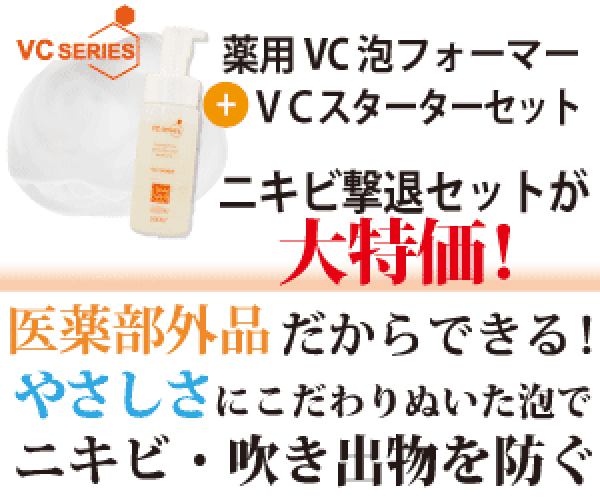 VC SERIES
薬用VC泡フォーマー
+ VCスターターセット
VC SERIES
ニキビ撃退セットが
大特価!
医薬部外品だからできる!
やさしさにこだわりぬいた泡で
ニキビ・吹き出物を防ぐ